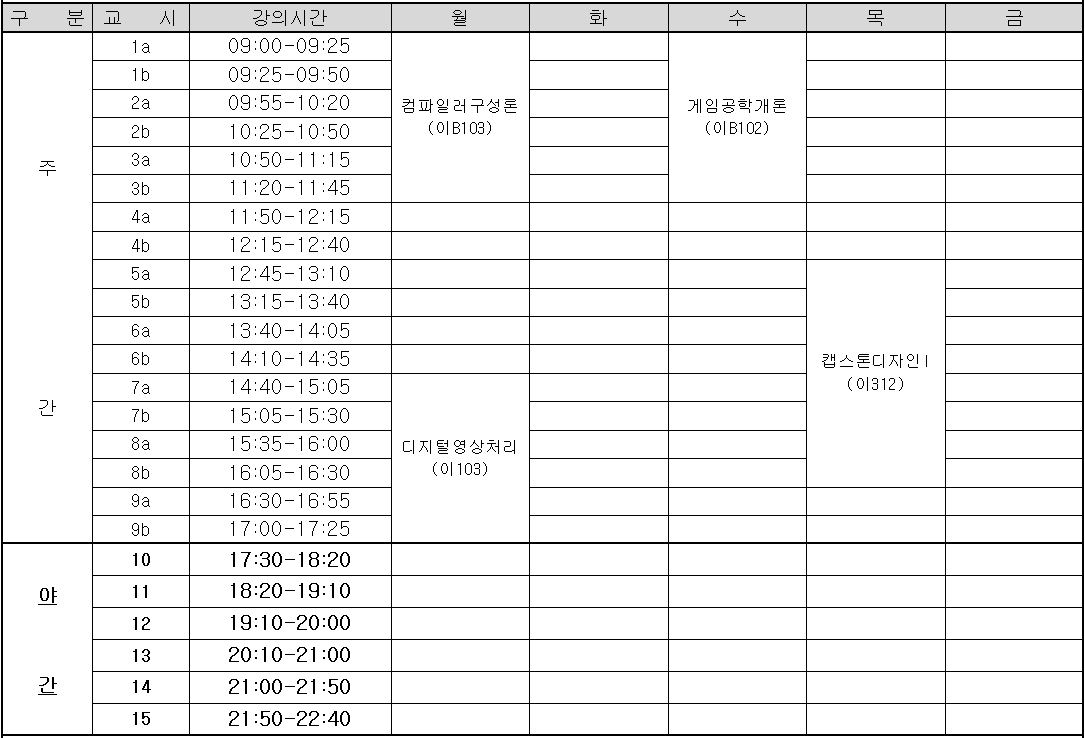 구 분 교 시 강의시간 월 화 수 목 금
1a 09:00-09:25
1b 09:25-09:50
2a 09:55-10:20 컴파일러구성론 게임공학개론
2b 10:25-10:50 (이B103) (이B102)
3a 10:50-11:15
주
3b 11:20-11:45
4a 11:50-12:15
4b 12:15-12:40
5a 12:45-13:10
5b 13:15-13:40
6a 13:40-14:05
6b 14:10-14:35 캡스톤디자인I
7a 14:40-15:05 (이312)
간
7b 15:05-15:30
8a 15:35-16:00 디지털영상처리
8b 16:05-16:30 (이103)
9a 16:30-16:55
9b 17:00-17:25
10 17:30-18:20
야 11 18:20-19:10
12 19:10-20:00
13 20:10-21:00
간 14 21:00-21:50
15 21:50-22:40